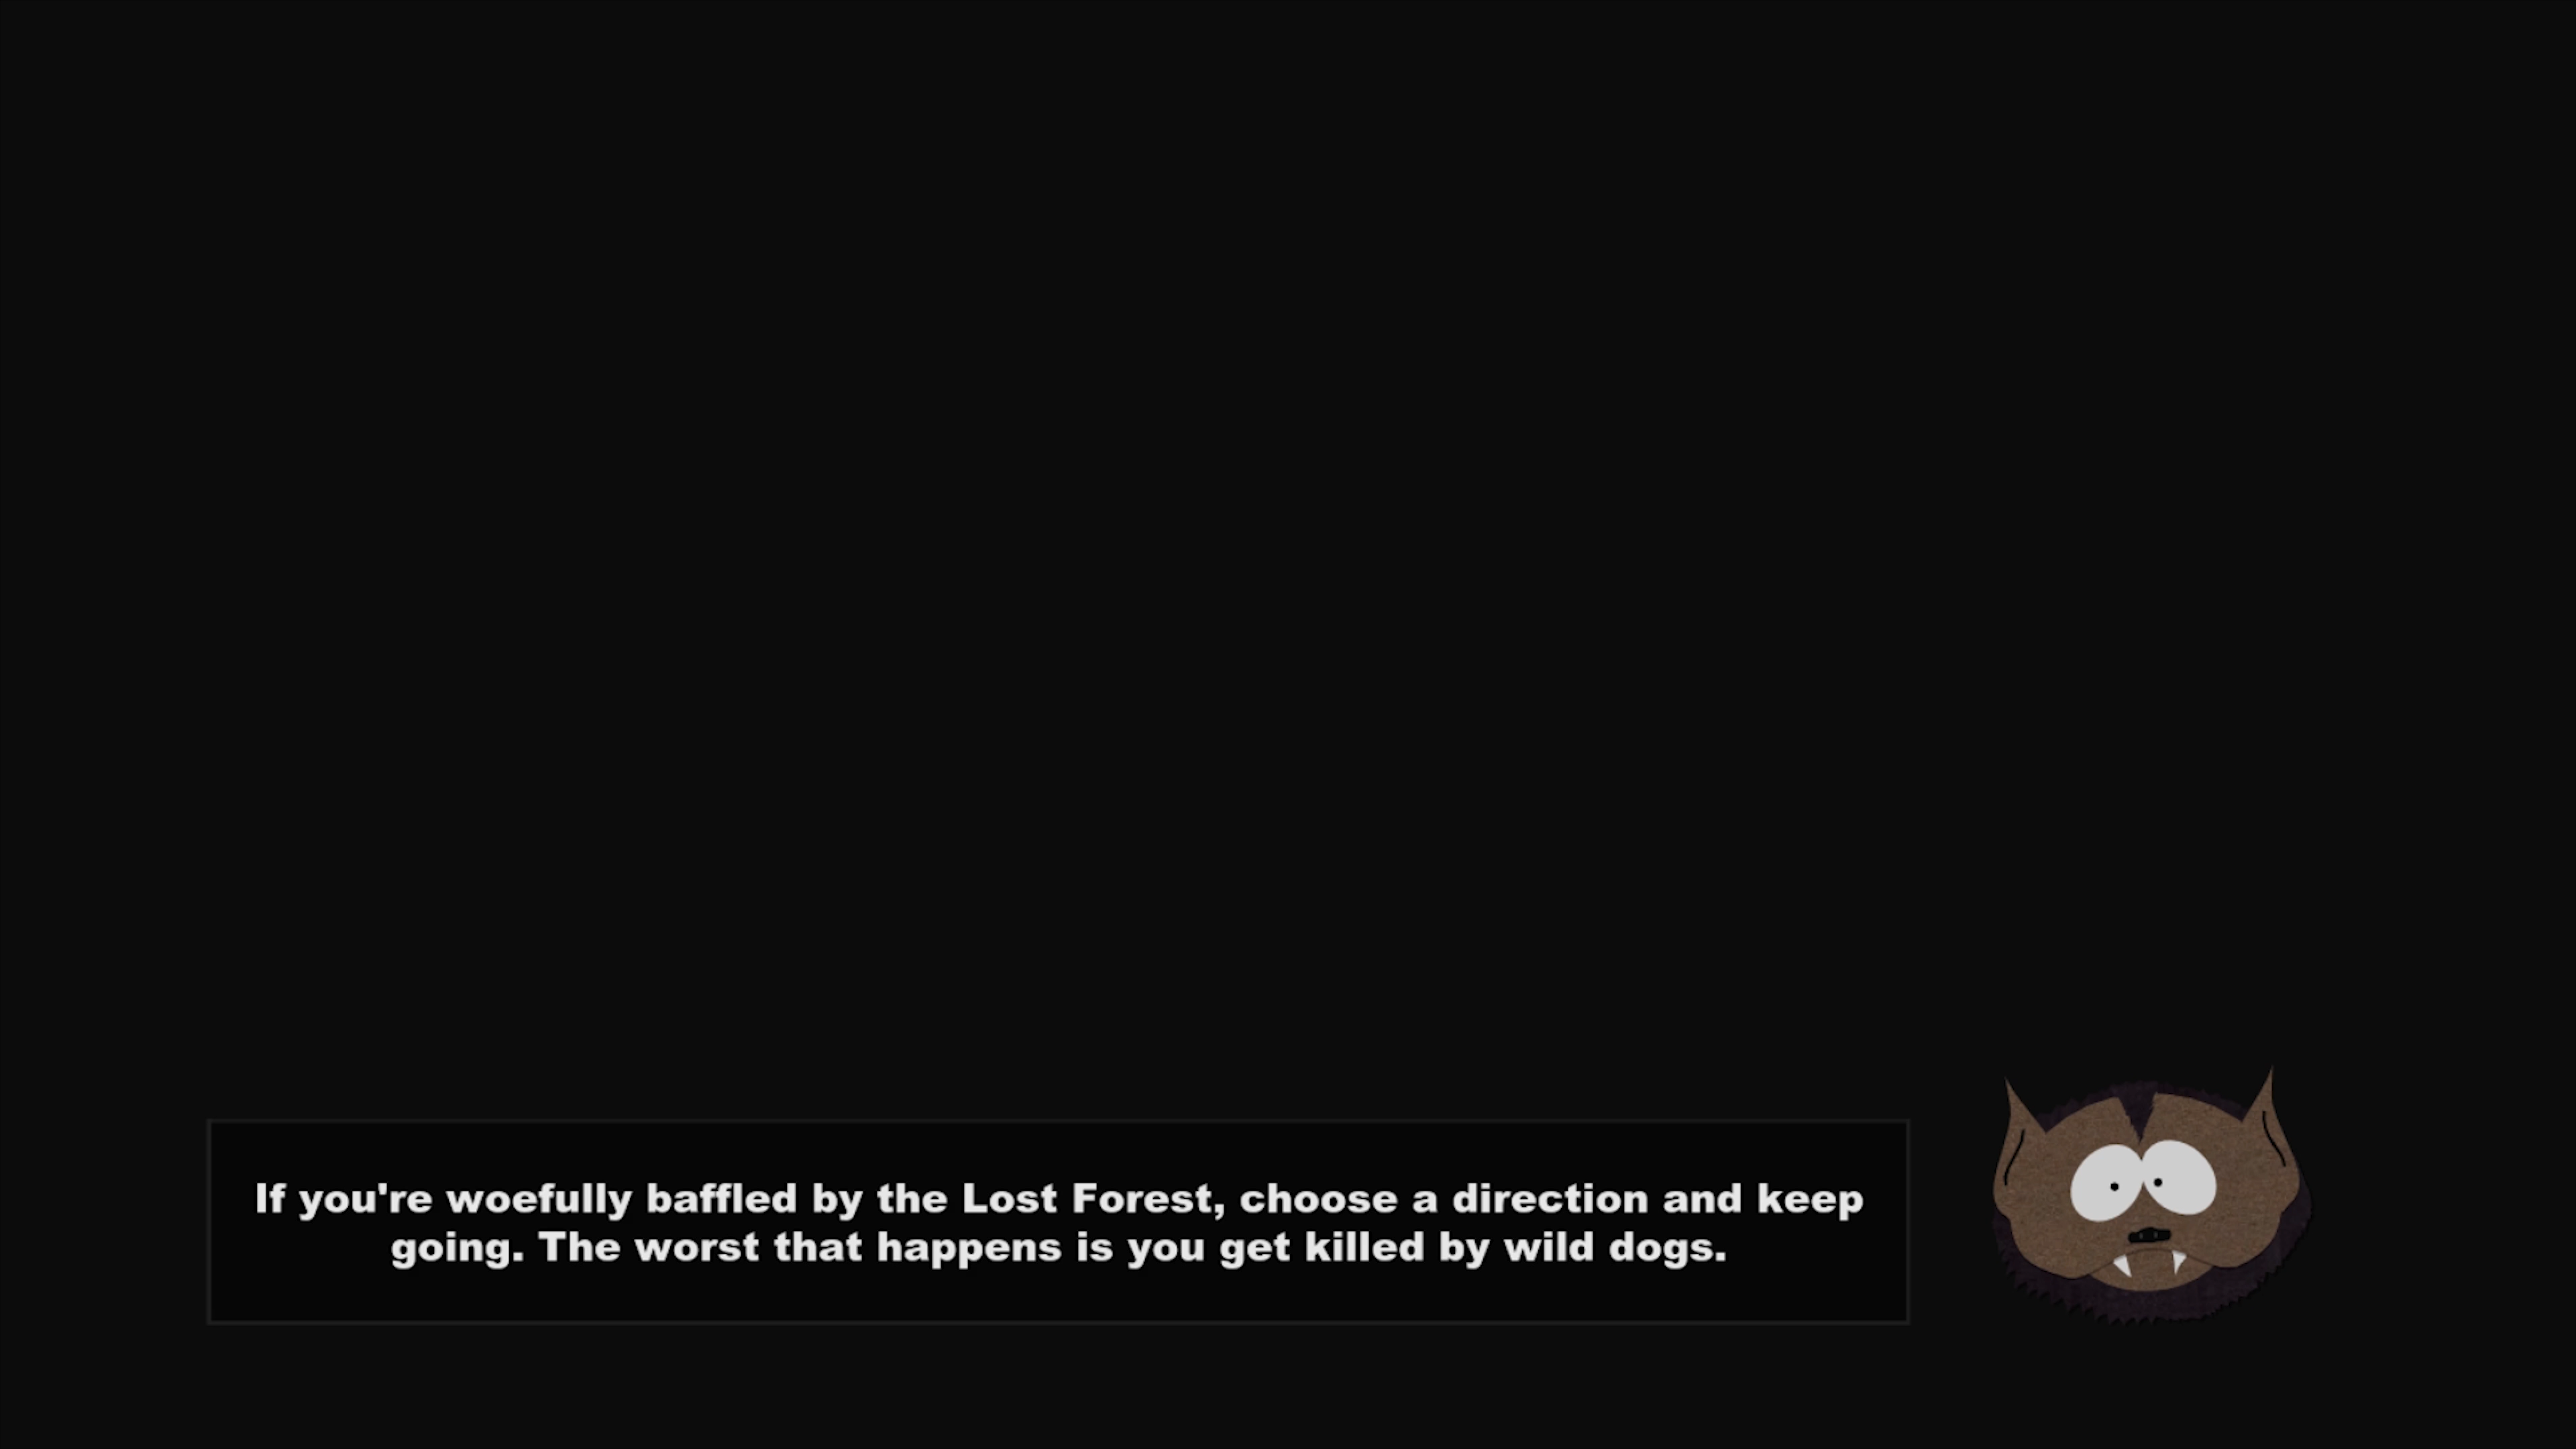 If you're woefully baffled by the Lost Forest, choose a direction and keep
going. The worst that happens is you get killed by wild dogs.